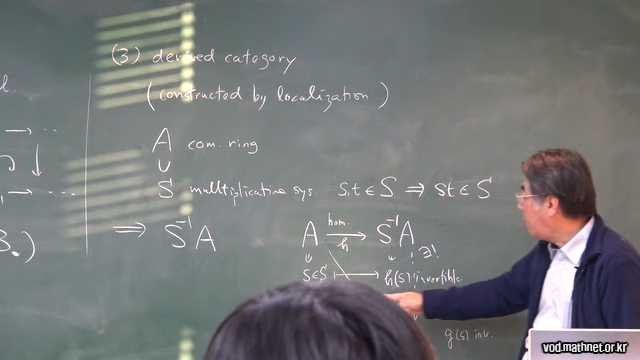 (3) derived category
(constructed by localization)
A com. ring
∪
S multiplicative sys. s.t ∈ S ⇒ st ∈ S
⇒ S⁻¹A
A hom. h → S⁻¹A
∃!
s∈S ↦ h(s) invertible
g(s) inv.
vod.mathnet.or.kr